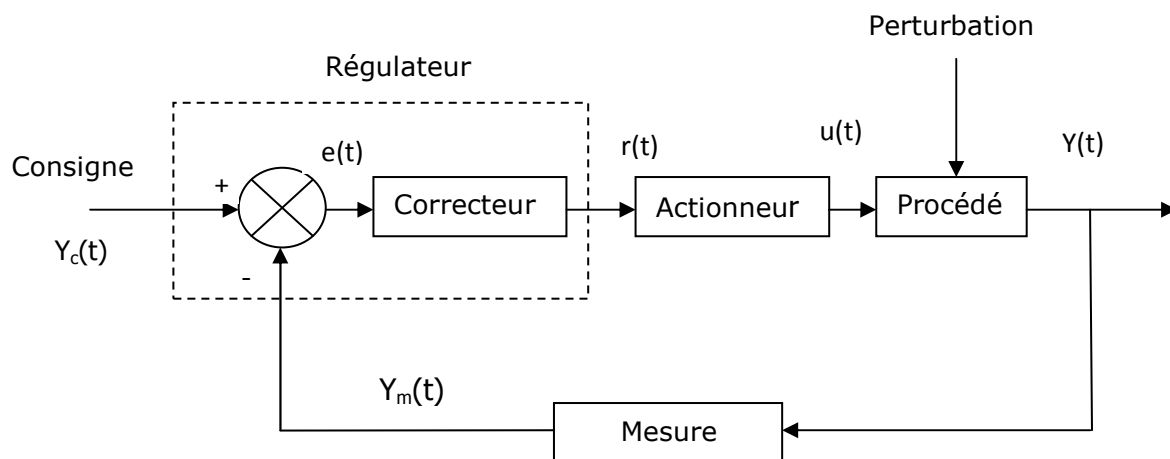 Perturbation
Régulateur
Consigne
+
e(t)
Correcteur
r(t)
Actionneur
u(t)
Procédé
Y(t)
Yc(t)
-
Ym(t)
Mesure